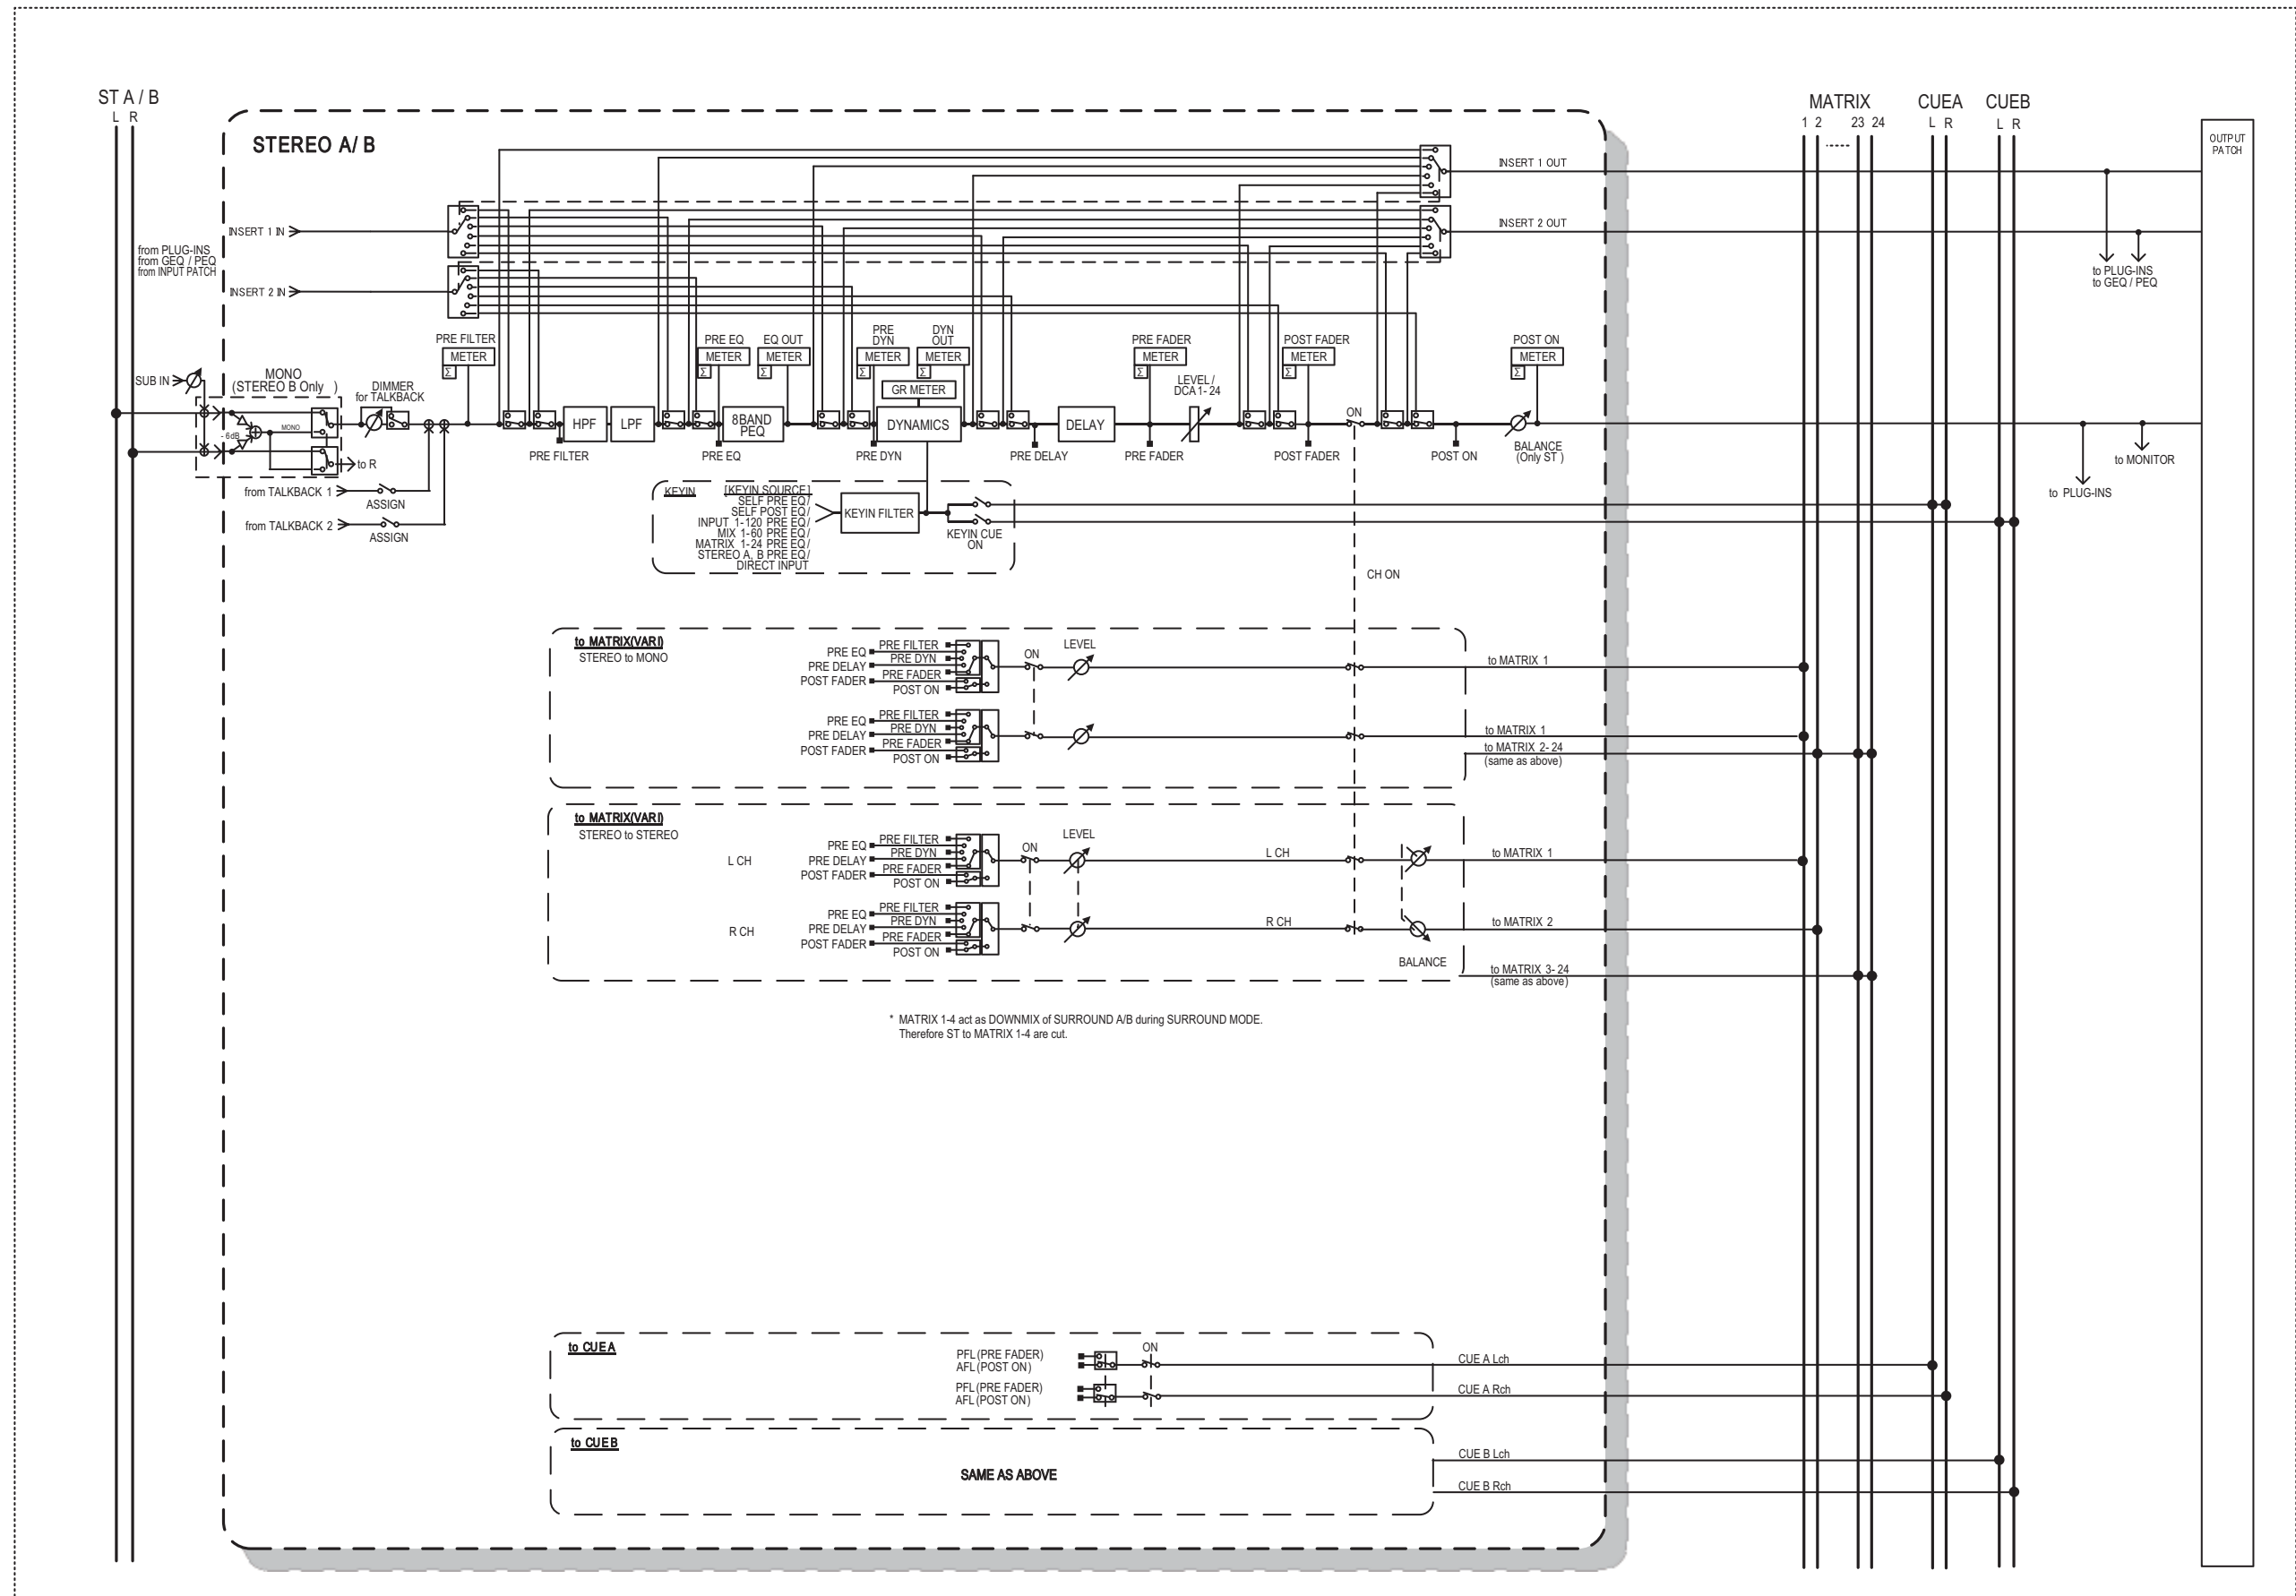 ST A / B
L R
STEREO A/ B
MATRIX
1 2 23 24
CUEA
L R
CUEB
L R
OUTPUT
PATCH
INSERT 1 OUT
INSERT 2 OUT
INSERT 1 IN
from PLUG-INS
from GEQ / PEQ
from INPUT PATCH
INSERT 2 IN
to PLUG-INS
to GEQ / PEQ
SUB IN
MONO
(STEREO B Only )
DIMMER
for TALKBACK
- 6dB
MONO
to R
PRE FILTER
METER
Σ
PRE EQ
METER
Σ
EQ OUT
METER
Σ
PRE
DYN
METER
Σ
DYN
OUT
METER
Σ
GR METER
PRE FADER
METER
Σ
LEVEL /
DCA 1- 24
POST FADER
METER
Σ
ON
POST ON
METER
Σ
HPF
LPF
8BAND
PEQ
DYNAMICS
DELAY
PRE FILTER
PRE EQ
PRE DYN
PRE DELAY
PRE FADER
POST FADER
POST ON
BALANCE
(Only ST )
to MONITOR
to PLUG-INS
from TALKBACK 1
ASSIGN
from TALKBACK 2
ASSIGN
KEYIN
[KEYIN SOURCE]
SELF PRE EQ /
SELF POST EQ /
INPUT 1-120 PRE EQ /
MIX 1-60 PRE EQ /
MATRIX 1-24 PRE EQ /
STEREO A, B PRE EQ /
DIRECT INPUT
KEYIN FILTER
KEYIN CUE
ON
CH ON
to MATRIX(VARI)
STEREO to MONO
PRE FILTER
PRE EQ
PRE DYN
PRE DELAY
PRE FADER
POST FADER
POST ON
ON
LEVEL
to MATRIX 1
PRE FILTER
PRE EQ
PRE DYN
PRE DELAY
PRE FADER
POST FADER
POST ON
to MATRIX 1
to MATRIX 2- 24
(same as above)
to MATRIX(VARI)
STEREO to STEREO
L CH
PRE FILTER
PRE EQ
PRE DYN
PRE DELAY
PRE FADER
POST FADER
POST ON
ON
LEVEL
L CH
to MATRIX 1
R CH
PRE FILTER
PRE EQ
PRE DYN
PRE DELAY
PRE FADER
POST FADER
POST ON
R CH
to MATRIX 2
BALANCE
to MATRIX 3- 24
(same as above)
* MATRIX 1-4 act as DOWNMIX of SURROUND A/B during SURROUND MODE.
Therefore ST to MATRIX 1-4 are cut.
to CUE A
PFL (PRE FADER)
AFL (POST ON)
ON
CUE A Lch
PFL (PRE FADER)
AFL (POST ON)
CUE A Rch
to CUE B
SAME AS ABOVE
CUE B Lch
CUE B Rch